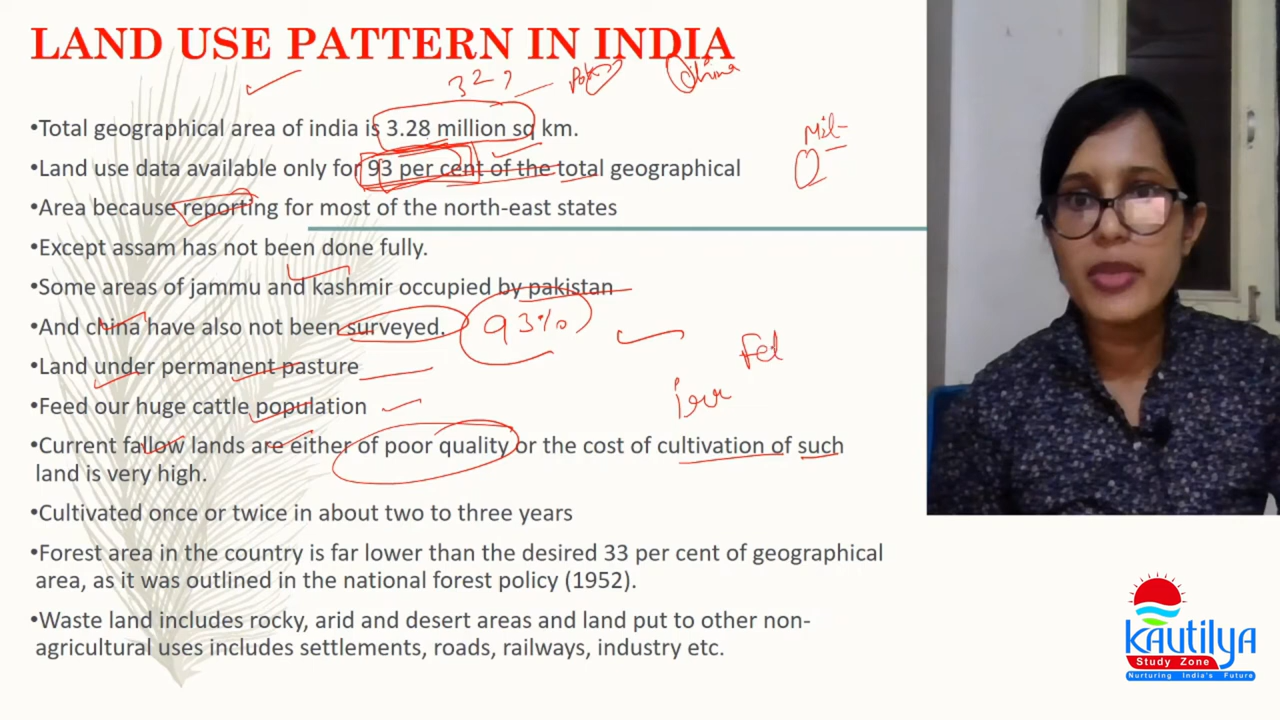 LAND USE PATTERN IN INDIA
3 2 2
China
•Total geographical area of india is 3.28 million sq km.
Mil
•Land use data available only for 93 per cent of the total geographical
•Area because reporting for most of the north-east states
•Except assam has not been done fully.
•Some areas of jammu and kashmir occupied by pakistan
•And china have also not been surveyed.
93%
•Land under permanent pasture
•Feed our huge cattle population
•Current fallow lands are either of poor quality or the cost of cultivation of such
land is very high.
•Cultivated once or twice in about two to three years
•Forest area in the country is far lower than the desired 33 per cent of geographical
area, as it was outlined in the national forest policy (1952).
•Waste land includes rocky, arid and desert areas and land put to other non-
agricultural uses includes settlements, roads, railways, industry etc.
Kautilya
Study Zone
Nurturing India's Future